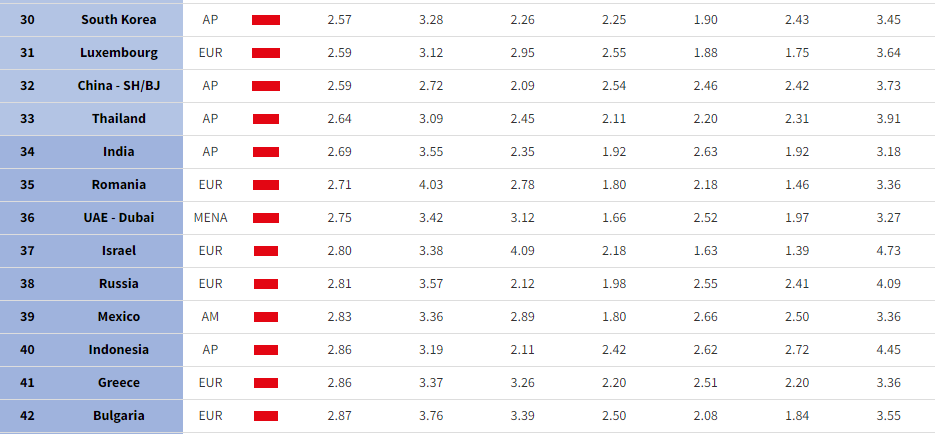 30 South Korea AP 2.57 3.28 2.26 2.25 1.90 2.43 3.45
31 Luxembourg EUR 2.59 3.12 2.95 2.55 1.88 1.75 3.64
32 China - SH/BJ AP 2.59 2.72 2.09 2.54 2.46 2.42 3.73
33 Thailand AP 2.64 3.09 2.45 2.11 2.20 2.31 3.91
34 India AP 2.69 3.55 2.35 1.92 2.63 1.92 3.18
35 Romania EUR 2.71 4.03 2.78 1.80 2.18 1.46 3.36
36 UAE - Dubai MENA 2.75 3.42 3.12 1.66 2.52 1.97 3.27
37 Israel EUR 2.80 3.38 4.09 2.18 1.63 1.39 4.73
38 Russia EUR 2.81 3.57 2.12 1.98 2.55 2.41 4.09
39 Mexico AM 2.83 3.36 2.89 1.80 2.66 2.50 3.36
40 Indonesia AP 2.86 3.19 2.11 2.42 2.62 2.72 4.45
41 Greece EUR 2.86 3.37 3.26 2.20 2.51 2.20 3.36
42 Bulgaria EUR 2.87 3.76 3.39 2.50 2.08 1.84 3.55